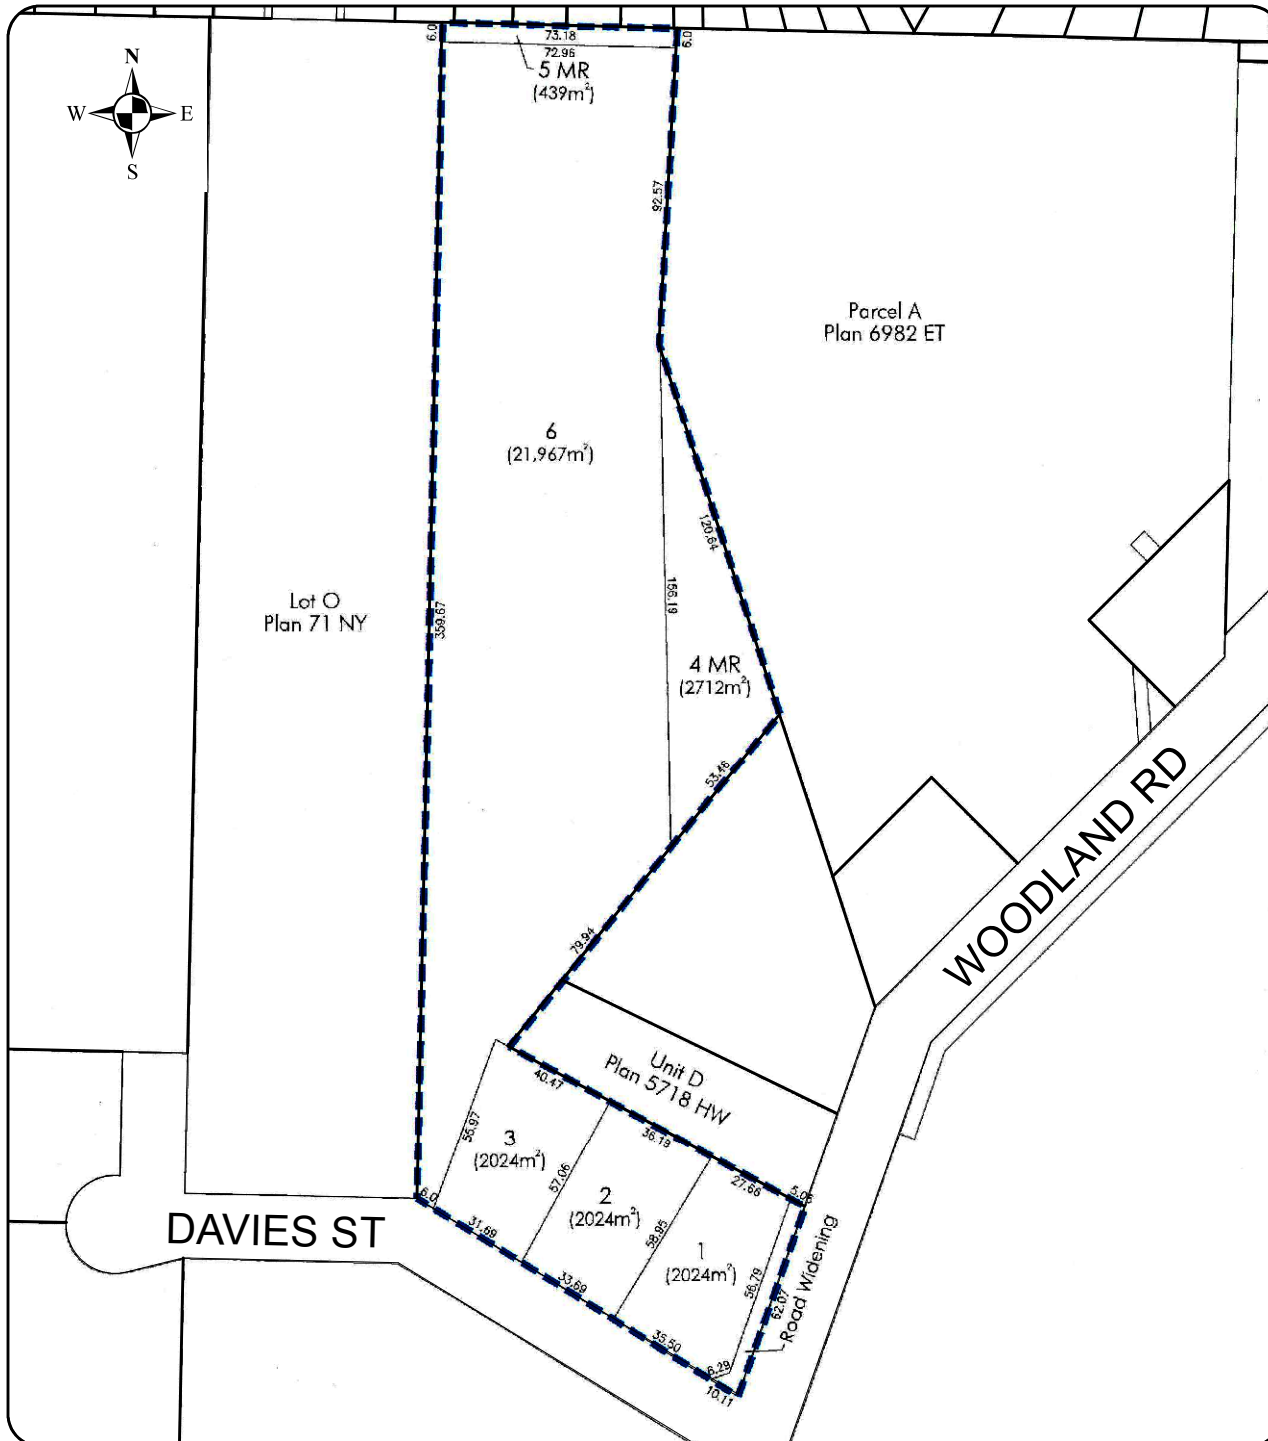 6.0
73.18
6.0
72.96
5 MR
(439m²)
N
W
E
S
92.57
Parcel A
Plan 6982 ET
6
(21,967m²)
120.64
156.19
Lot O
Plan 71 NY
359.67
4 MR
(2712m²)
53.46
WOODLAND RD
79.94
Unit D
Plan 5718 HW
40.47
36.19
27.66
5.06
55.97
3
(2024m²)
57.06
2
(2024m²)
58.95
1
(2024m²)
56.79
62.07
Road Widening
6.0
DAVIES ST
31.69
33.69
35.50
6.29
10.11